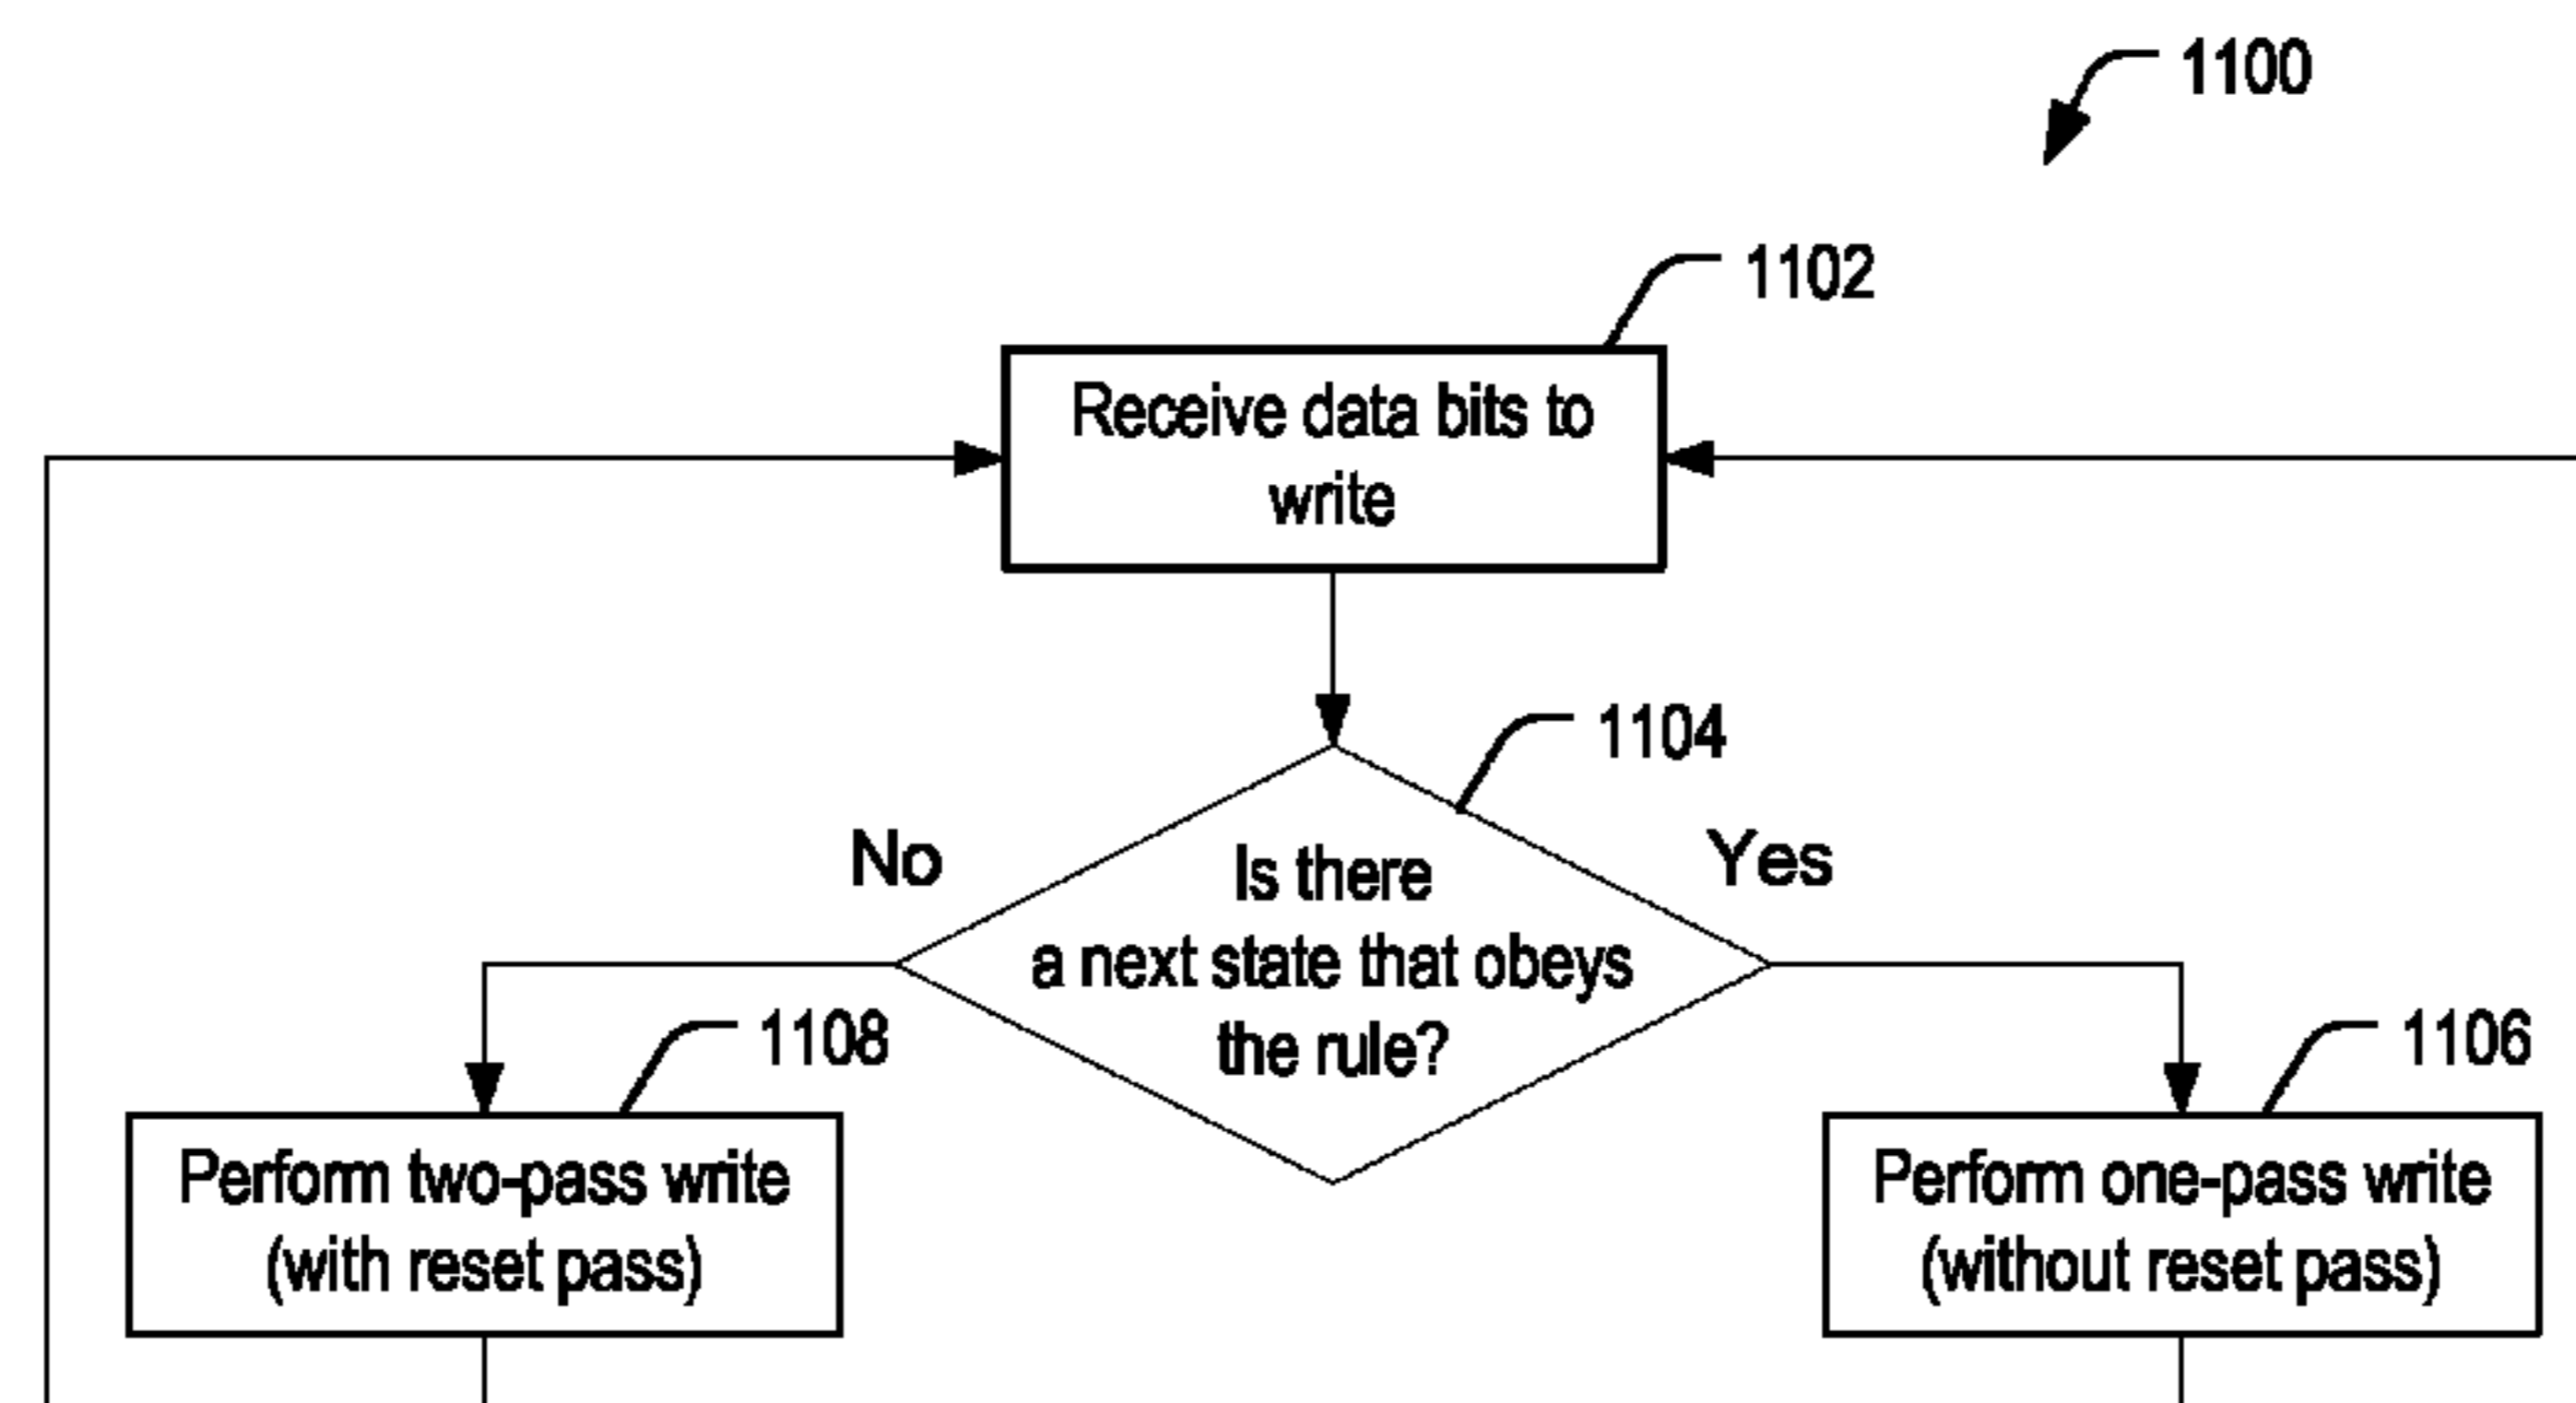 1100
1102
Receive data bits to
write
1104
No
Yes
Is there
a next state that obeys
the rule?
1108
1106
Perform two-pass write
(with reset pass)
Perform one-pass write
(without reset pass)